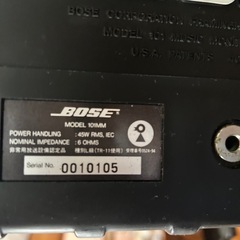 BOSE CORPORATION FRAMINGHAM
MODEL 101 MUSIC MONITOR
BOSE
MODEL 101MM
POWER HANDLING : 45W RMS, IEC
NOMINAL IMPEDANCE : 6 OHMS
Serial No. 0010105